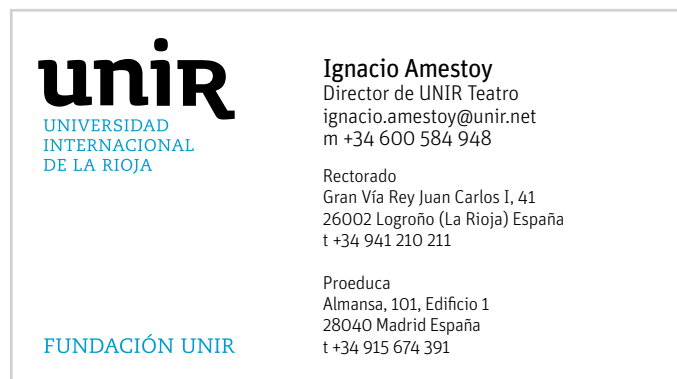 unir
UNIVERSIDAD
INTERNACIONAL
DE LA RIOJA
FUNDACIÓN UNIR
Ignacio Amestoy
Director de UNIR Teatro
ignacio.amestoy@unir.net
m +34 600 584 948
Rectorado
Gran Vía Rey Juan Carlos I, 41
26002 Logroño (La Rioja) España
t +34 941 210 211
Proeduca
Almansa, 101, Edificio 1
28040 Madrid España
t +34 915 674 391